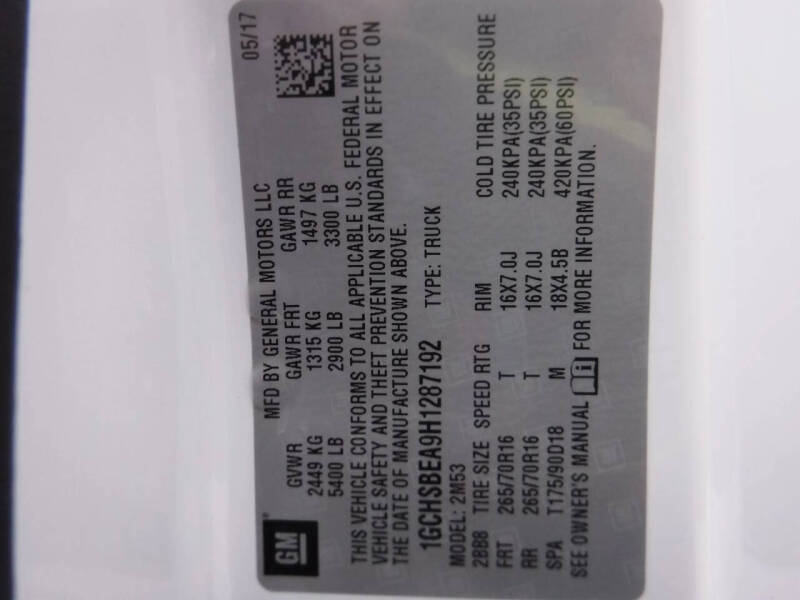 MFD BY GENERAL MOTORS LLC 05/17
GM®
GVWR GAWR FRT GAWR RR
2449 KG 1315 KG 1497 KG
5400 LB 2900 LB 3300 LB
THIS VEHICLE CONFORMS TO ALL APPLICABLE U.S. FEDERAL MOTOR
VEHICLE SAFETY AND THEFT PREVENTION STANDARDS IN EFFECT ON
THE DATE OF MANUFACTURE SHOWN ABOVE.
1GCHSBEA9H1287192 TYPE: TRUCK
MODEL: 2M53
2BBB TIRE SIZE SPEED RTG RIM COLD TIRE PRESSURE
FRT 265/70R16 T 16X7.0J 240KPA(35PSI)
RR 265/70R16 T 16X7.0J 240KPA(35PSI)
SPA T175/90D18 M 18X4.5B 420KPA(60PSI)
SEE OWNER'S MANUAL i FOR MORE INFORMATION.